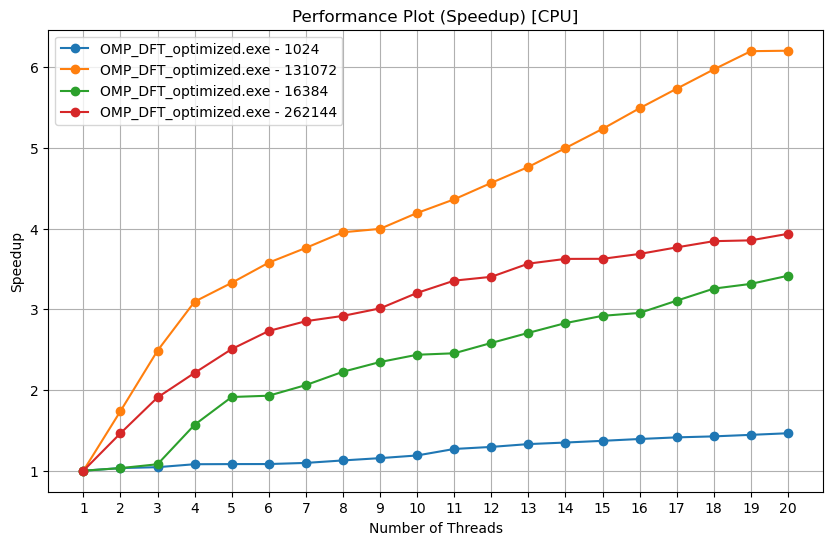 Performance Plot (Speedup) [CPU]
OMP_DFT_optimized.exe - 1024
OMP_DFT_optimized.exe - 131072
OMP_DFT_optimized.exe - 16384
OMP_DFT_optimized.exe - 262144
Speedup
6
5
4
3
2
1
1 2 3 4 5 6 7 8 9 10 11 12 13 14 15 16 17 18 19 20
Number of Threads